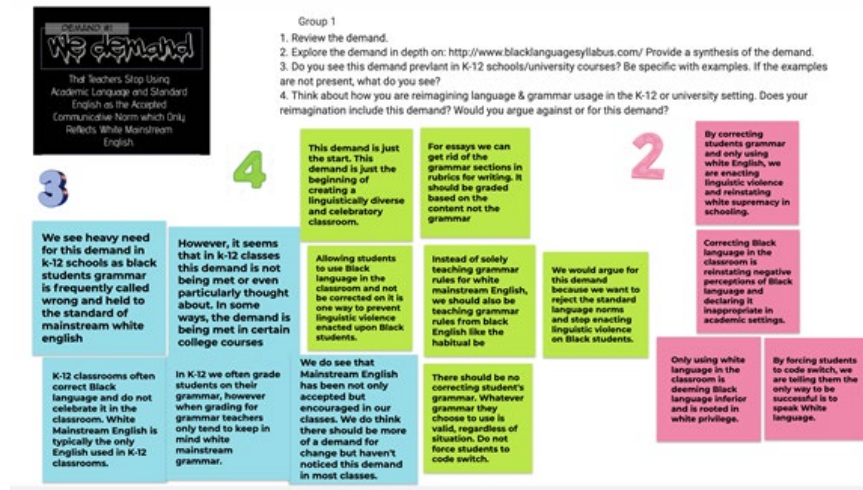 DEMAND #1
We demand
That Teachers Stop Using
Academic Language and Standard
English as the Accepted
Communicative Norm which Only
Reflects White Mainstream
English
Group 1
1. Review the demand.
2. Explore the demand in depth on: http://www.blacklanguagesyllabus.com/ Provide a synthesis of the demand.
3. Do you see this demand prevlant in K-12 schools/university courses? Be specific with examples. If the examples
are not present, what do you see?
4. Think about how you are reimagining language & grammar usage in the K-12 or university setting. Does your
reimagination include this demand? Would you argue against or for this demand?
3
We see heavy need
for this demand in
k-12 schools as black
students grammar
is frequently called
wrong and held to
the standard of
mainstream white
english
However, it seems
that in k-12 classes
this demand is not
being met or even
particularly thought
about. In some
ways, the demand is
being met in certain
college courses
K-12 classrooms often
correct Black
language and do not
celebrate it in the
classroom. White
Mainstream English is
typically the only
English used in K-12
classrooms.
In K-12 we often grade
students on their
grammar, however
when grading for
grammar teachers
only tend to keep in
mind white
mainstream
grammar.
We do see that
Mainstream English
has been not only
accepted but
encouraged in our
classes. We do think
there should be more
of a demand for
change but haven't
noticed this demand
in most classes.
4
This demand is just
the start. This
demand is just the
beginning of
creating a
linguistically diverse
and celebratory
classroom.
For essays we can
get rid of the
grammar sections in
rubrics for writing. It
should be graded
based on the
content not the
grammar
Allowing students
to use Black
language in the
classroom and not
be corrected on it is
one way to prevent
linguistic violence
enacted upon Black
students.
Instead of solely
teaching grammar
rules for white
mainstream English,
we should also be
teaching grammar
rules from black
English like the
habitual be
We would argue for
this demand
because we want to
reject the standard
language norms
and stop enacting
linguistic violence
on Black students.
There should be no
correcting student's
grammar. Whatever
grammar they
choose to use is
valid, regardless of
situation. Do not
force students to
code switch.
2
By correcting
students grammar
and only using
white English, we
are enacting
linguistic violence
and reinstating
white supremacy in
schooling.
Correcting Black
language in the
classroom is
reinstating negative
perceptions of Black
language and
declaring it
inappropriate in
academic settings.
Only using white
language in the
classroom is
deeming Black
language inferior
and is rooted in
white privilege.
By forcing students
to code switch, we
are telling them the
only way to be
successful is to
speak White
language.